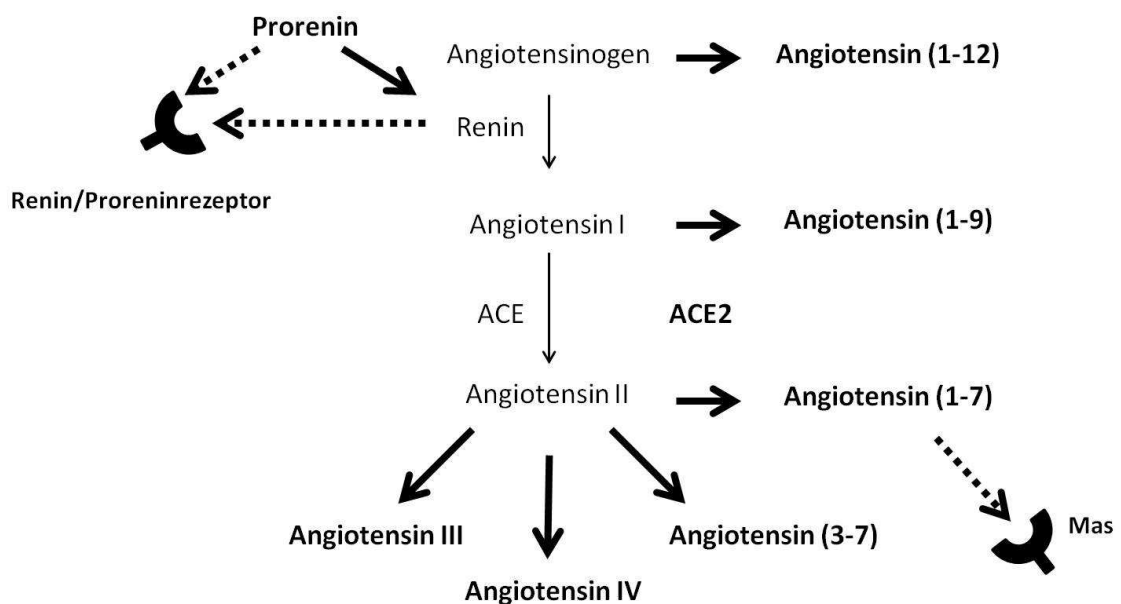 Prorenin
Angiotensinogen
Angiotensin (1-12)
Renin
Renin/Proreninrezeptor
Angiotensin I
Angiotensin (1-9)
ACE
ACE2
Angiotensin II
Angiotensin (1-7)
Angiotensin III
Angiotensin (3-7)
Mas
Angiotensin IV